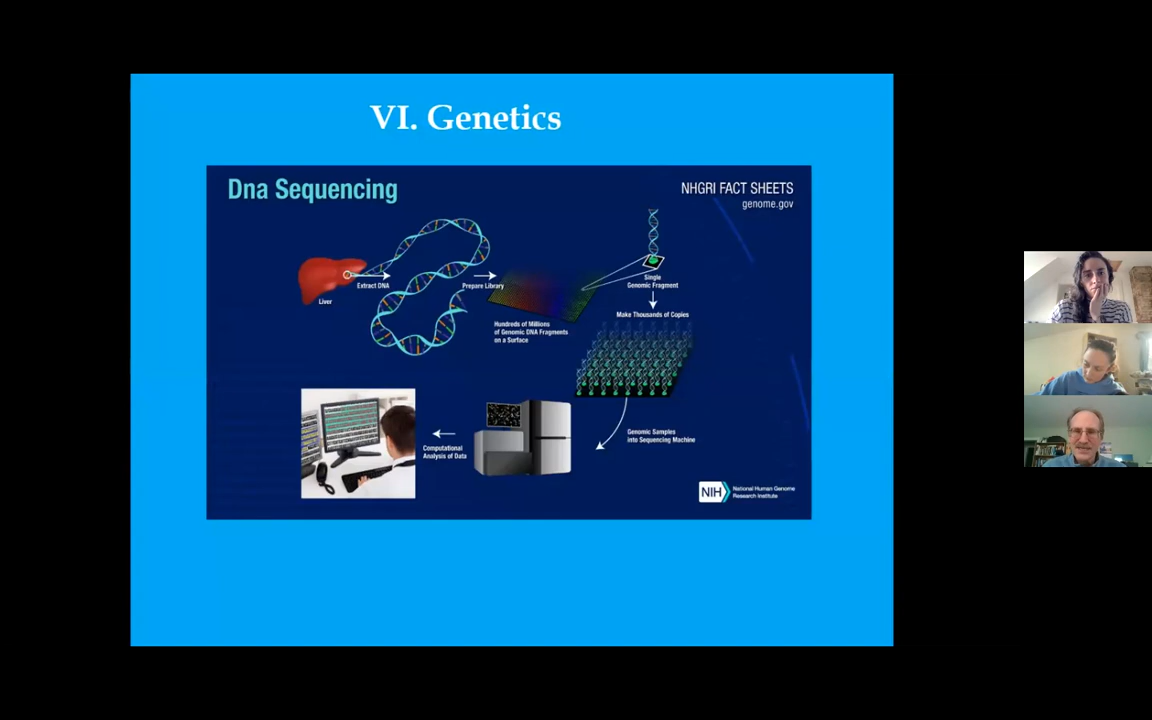 VI. Genetics
Dna Sequencing
NHGRI FACT SHEETS
genome.gov
Liver
Extract DNA
Prepare Library
Hundreds of Millions
of Genomic DNA Fragments
on a Surface
Single
Genomic Fragment
Make Thousands of Copies
Genomic Samples
into Sequencing Machine
Computational
Analysis of Data
NIH
National Human Genome
Research Institute